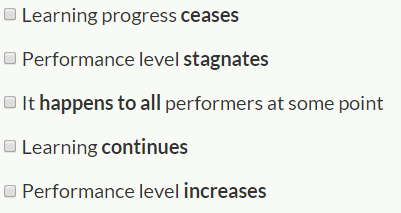 Learning progress ceases
Performance level stagnates
It happens to all performers at some point
Learning continues
Performance level increases